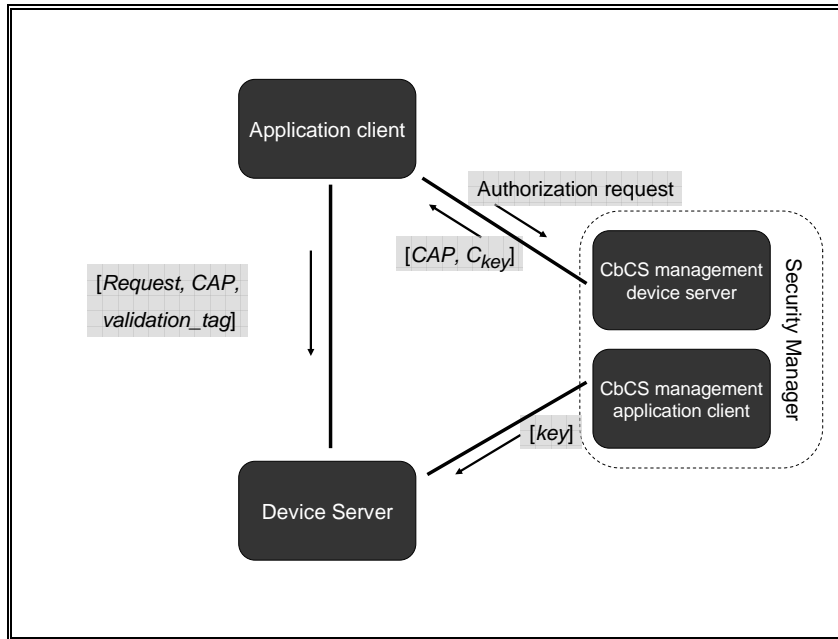 Application client
Authorization request
[CAP, Ckey]
CbCS management
device server
Security Manager
[Request, CAP,
validation_tag]
CbCS management
application client
[key]
Device Server